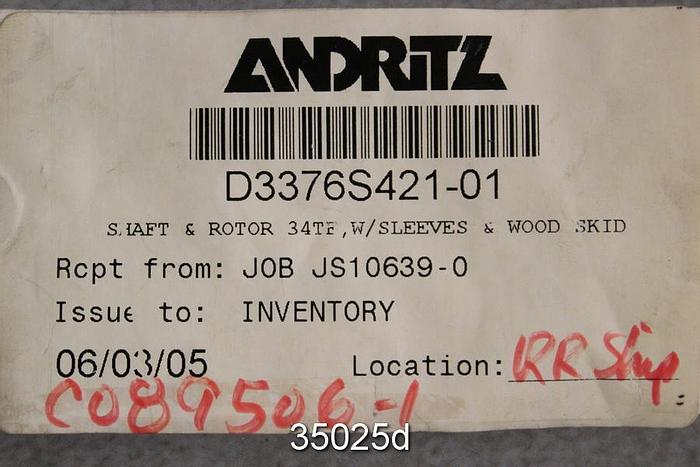 ANDRITZ
D3376S421-01
SHAFT & ROTOR 34TE,W/SLEEVES & WOOD SKID
Rcpt from: JOB JS10639-0
Issue to: INVENTORY
06/03/05 Location: RR Ship
C089506-1
35025d